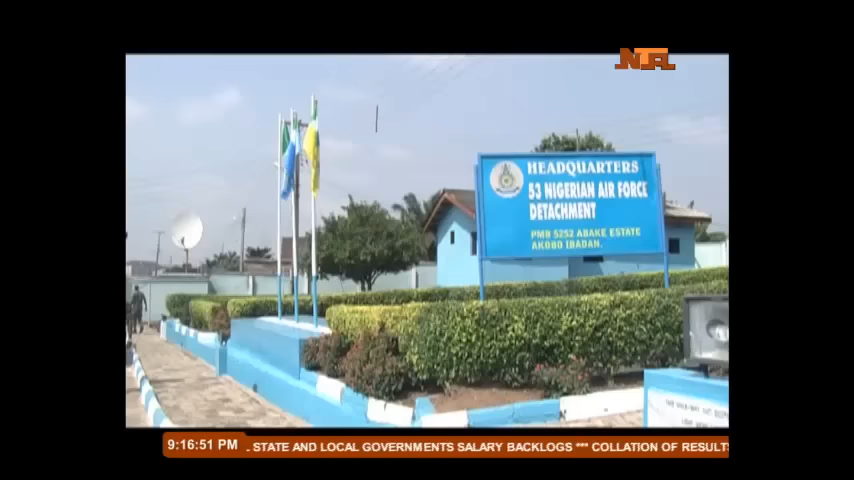 NTA
HEADQUARTERS
53 NIGERIAN AIR FORCE
DETACHMENT
PMB 5252 ABAKE ESTATE
AKOBO IBADAN.
9:16:51 PM
. STATE AND LOCAL GOVERNMENTS SALARY BACKLOGS *** COLLATION OF RESULTS